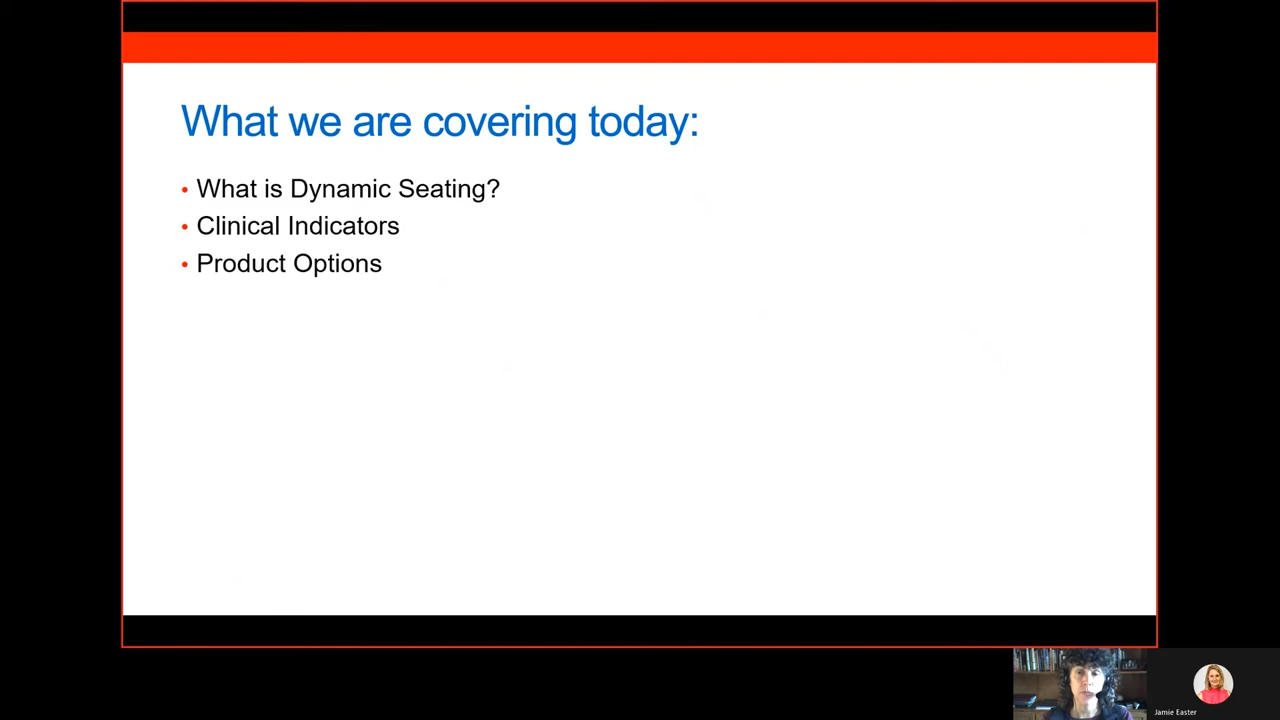 What we are covering today:
• What is Dynamic Seating?
• Clinical Indicators
• Product Options
Jamie Easter